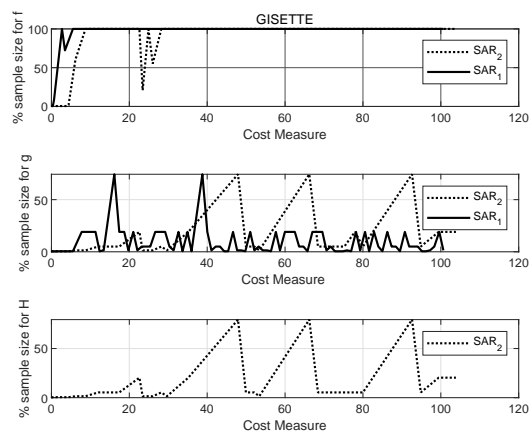 GISETTE
% sample size for f
100
50
0
SAR2
SAR1
0 20 40 60 80 100 120
Cost Measure
% sample size for g
50
0
SAR2
SAR1
0 20 40 60 80 100 120
Cost Measure
% sample size for H
50
0
SAR2
0 20 40 60 80 100 120
Cost Measure